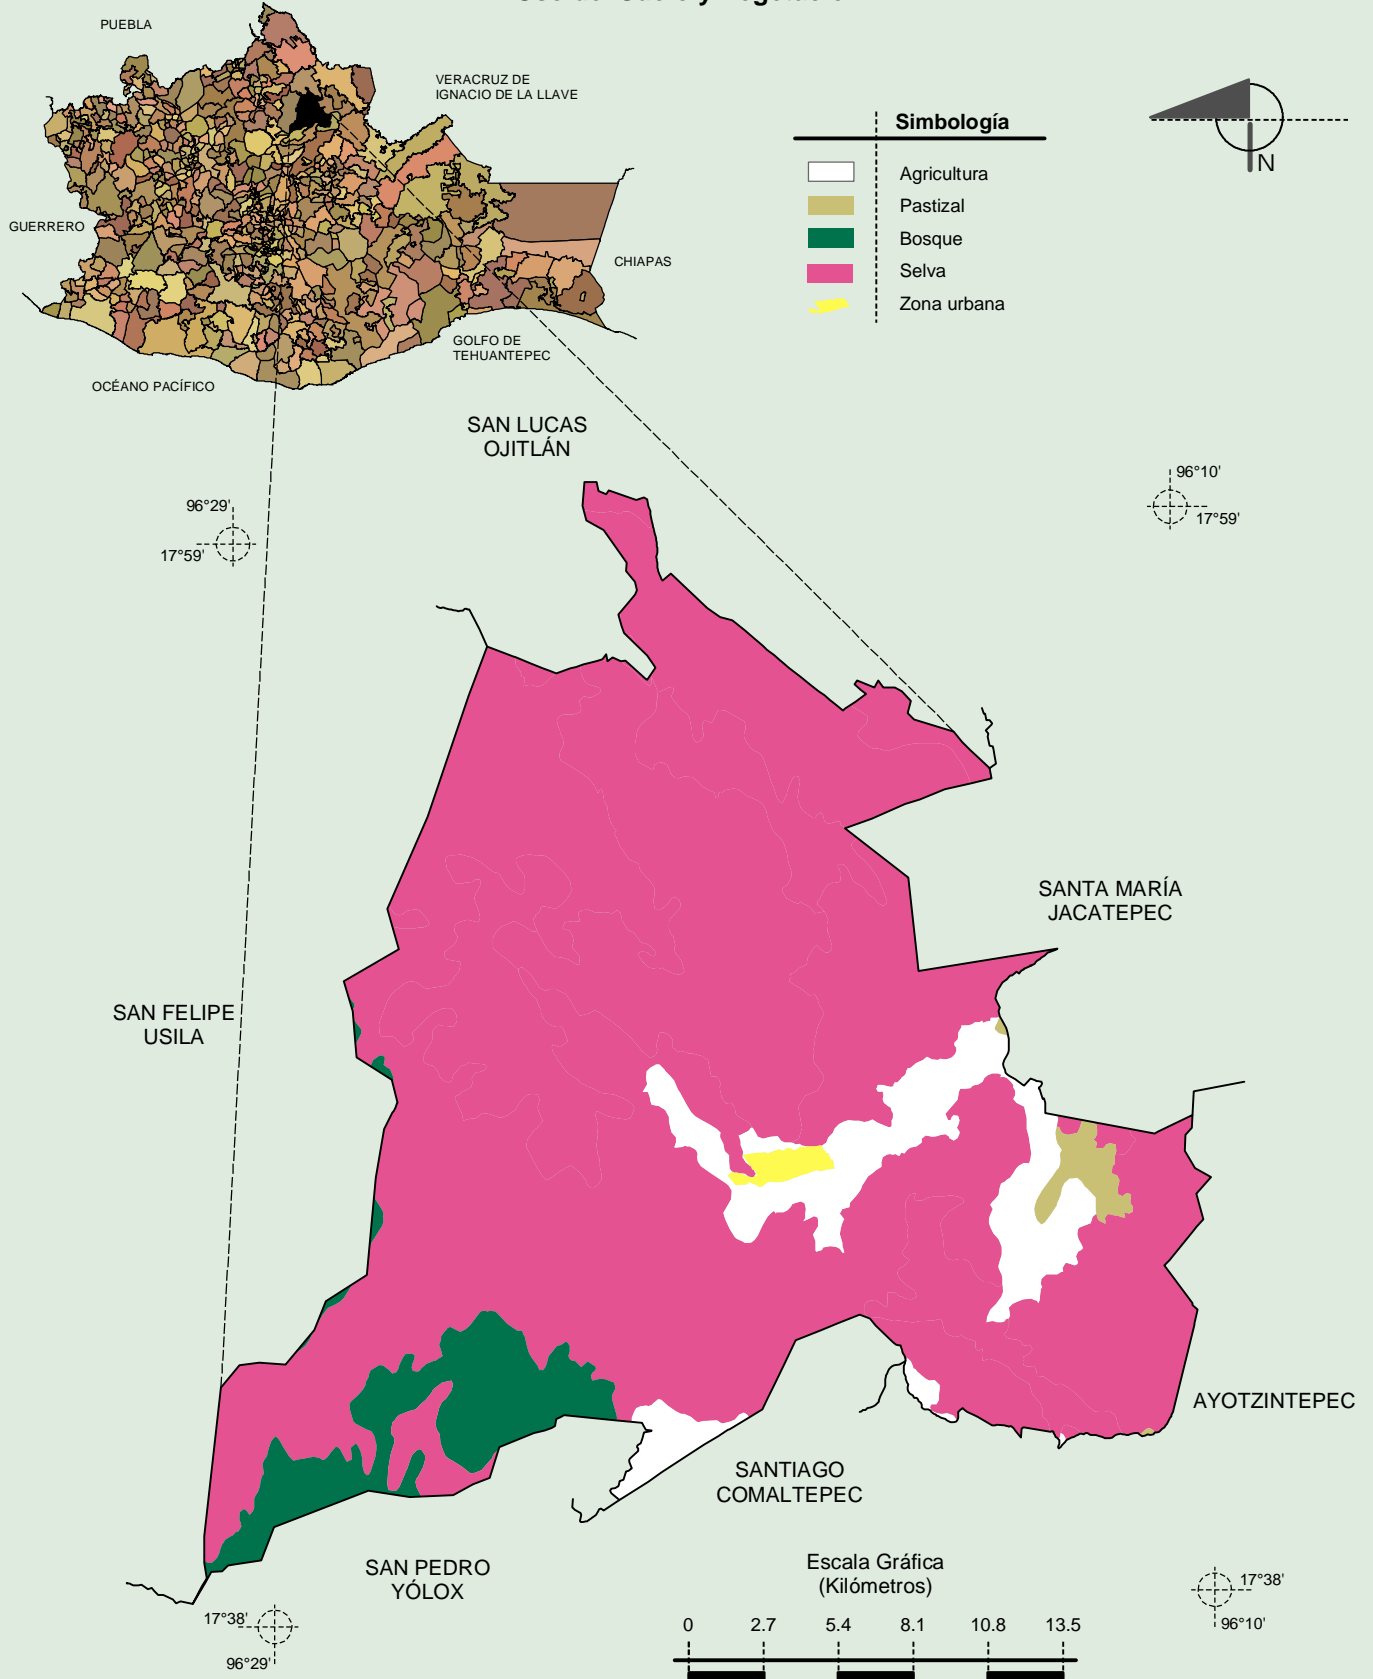 PUEBLA
VERACRUZ DE
IGNACIO DE LA LLAVE
GUERRERO
CHIAPAS
GOLFO DE
TEHUANTEPEC
OCÉANO PACÍFICO
Simbología
Agricultura
Pastizal
Bosque
Selva
Zona urbana
N
SAN LUCAS
OJITLÁN
96°29'
17°59'
96°10'
17°59'
SANTA MARÍA
JACATEPEC
SAN FELIPE
USILA
AYOTZINTEPEC
SANTIAGO
COMALTEPEC
SAN PEDRO
YÓLOX
17°38'
96°29'
17°38'
96°10'
Escala Gráfica
(Kilómetros)
0 2.7 5.4 8.1 10.8 13.5